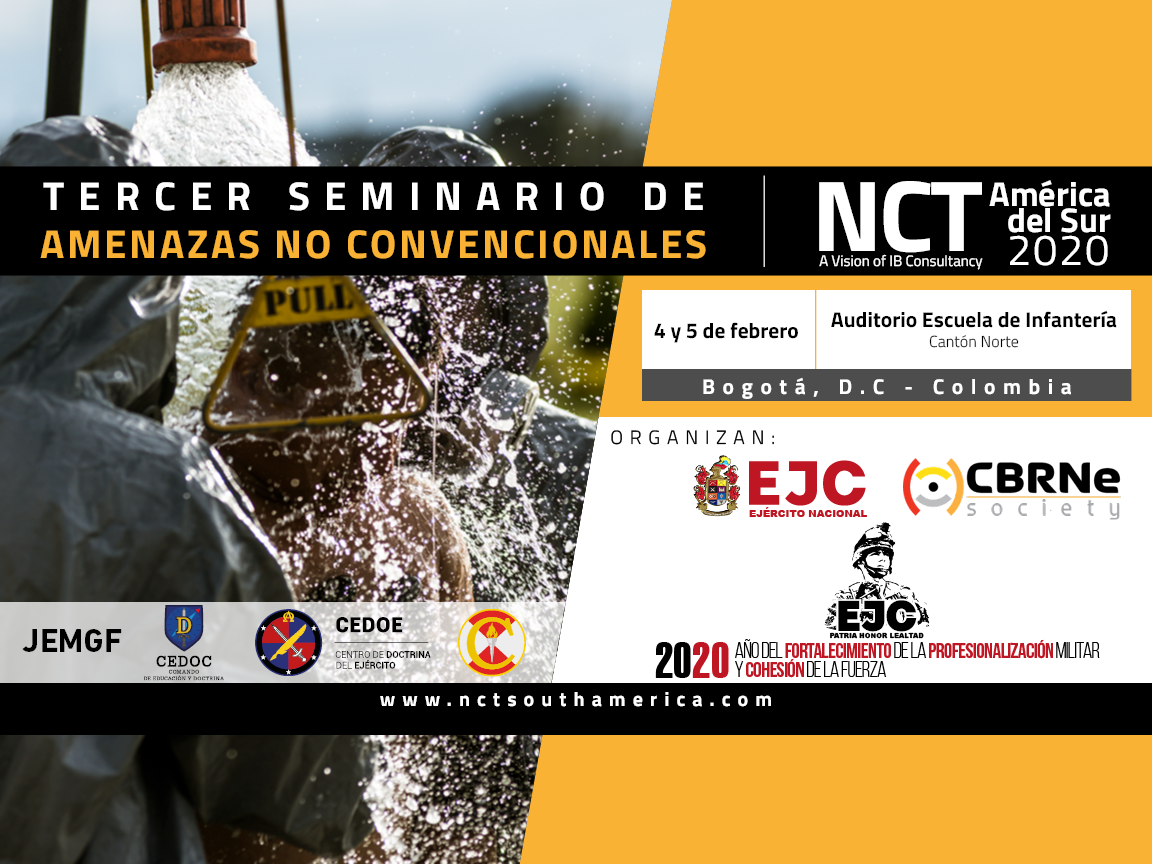 TERCER SEMINARIO DE
AMENAZAS NO CONVENCIONALES
NCT
América
del Sur
2020
A Vision of IB Consultancy
PULL
4 y 5 de febrero
Auditorio Escuela de Infantería
Cantón Norte
Bogotá, D.C - Colombia
ORGANIZAN:
EJC
EJÉRCITO NACIONAL
CBRNe
society
EJC
PATRIA HONOR LEALTAD
2020 AÑO DEL FORTALECIMIENTO DE LA PROFESIONALIZACIÓN MILITAR
Y COHESIÓN DE LA FUERZA
JEMGF
D
CEDOC
COMANDO
DE EDUCACIÓN Y DOCTRINA
CEDOE
CENTRO DE DOCTRINA
DEL EJÉRCITO
www.nctsouthamerica.com